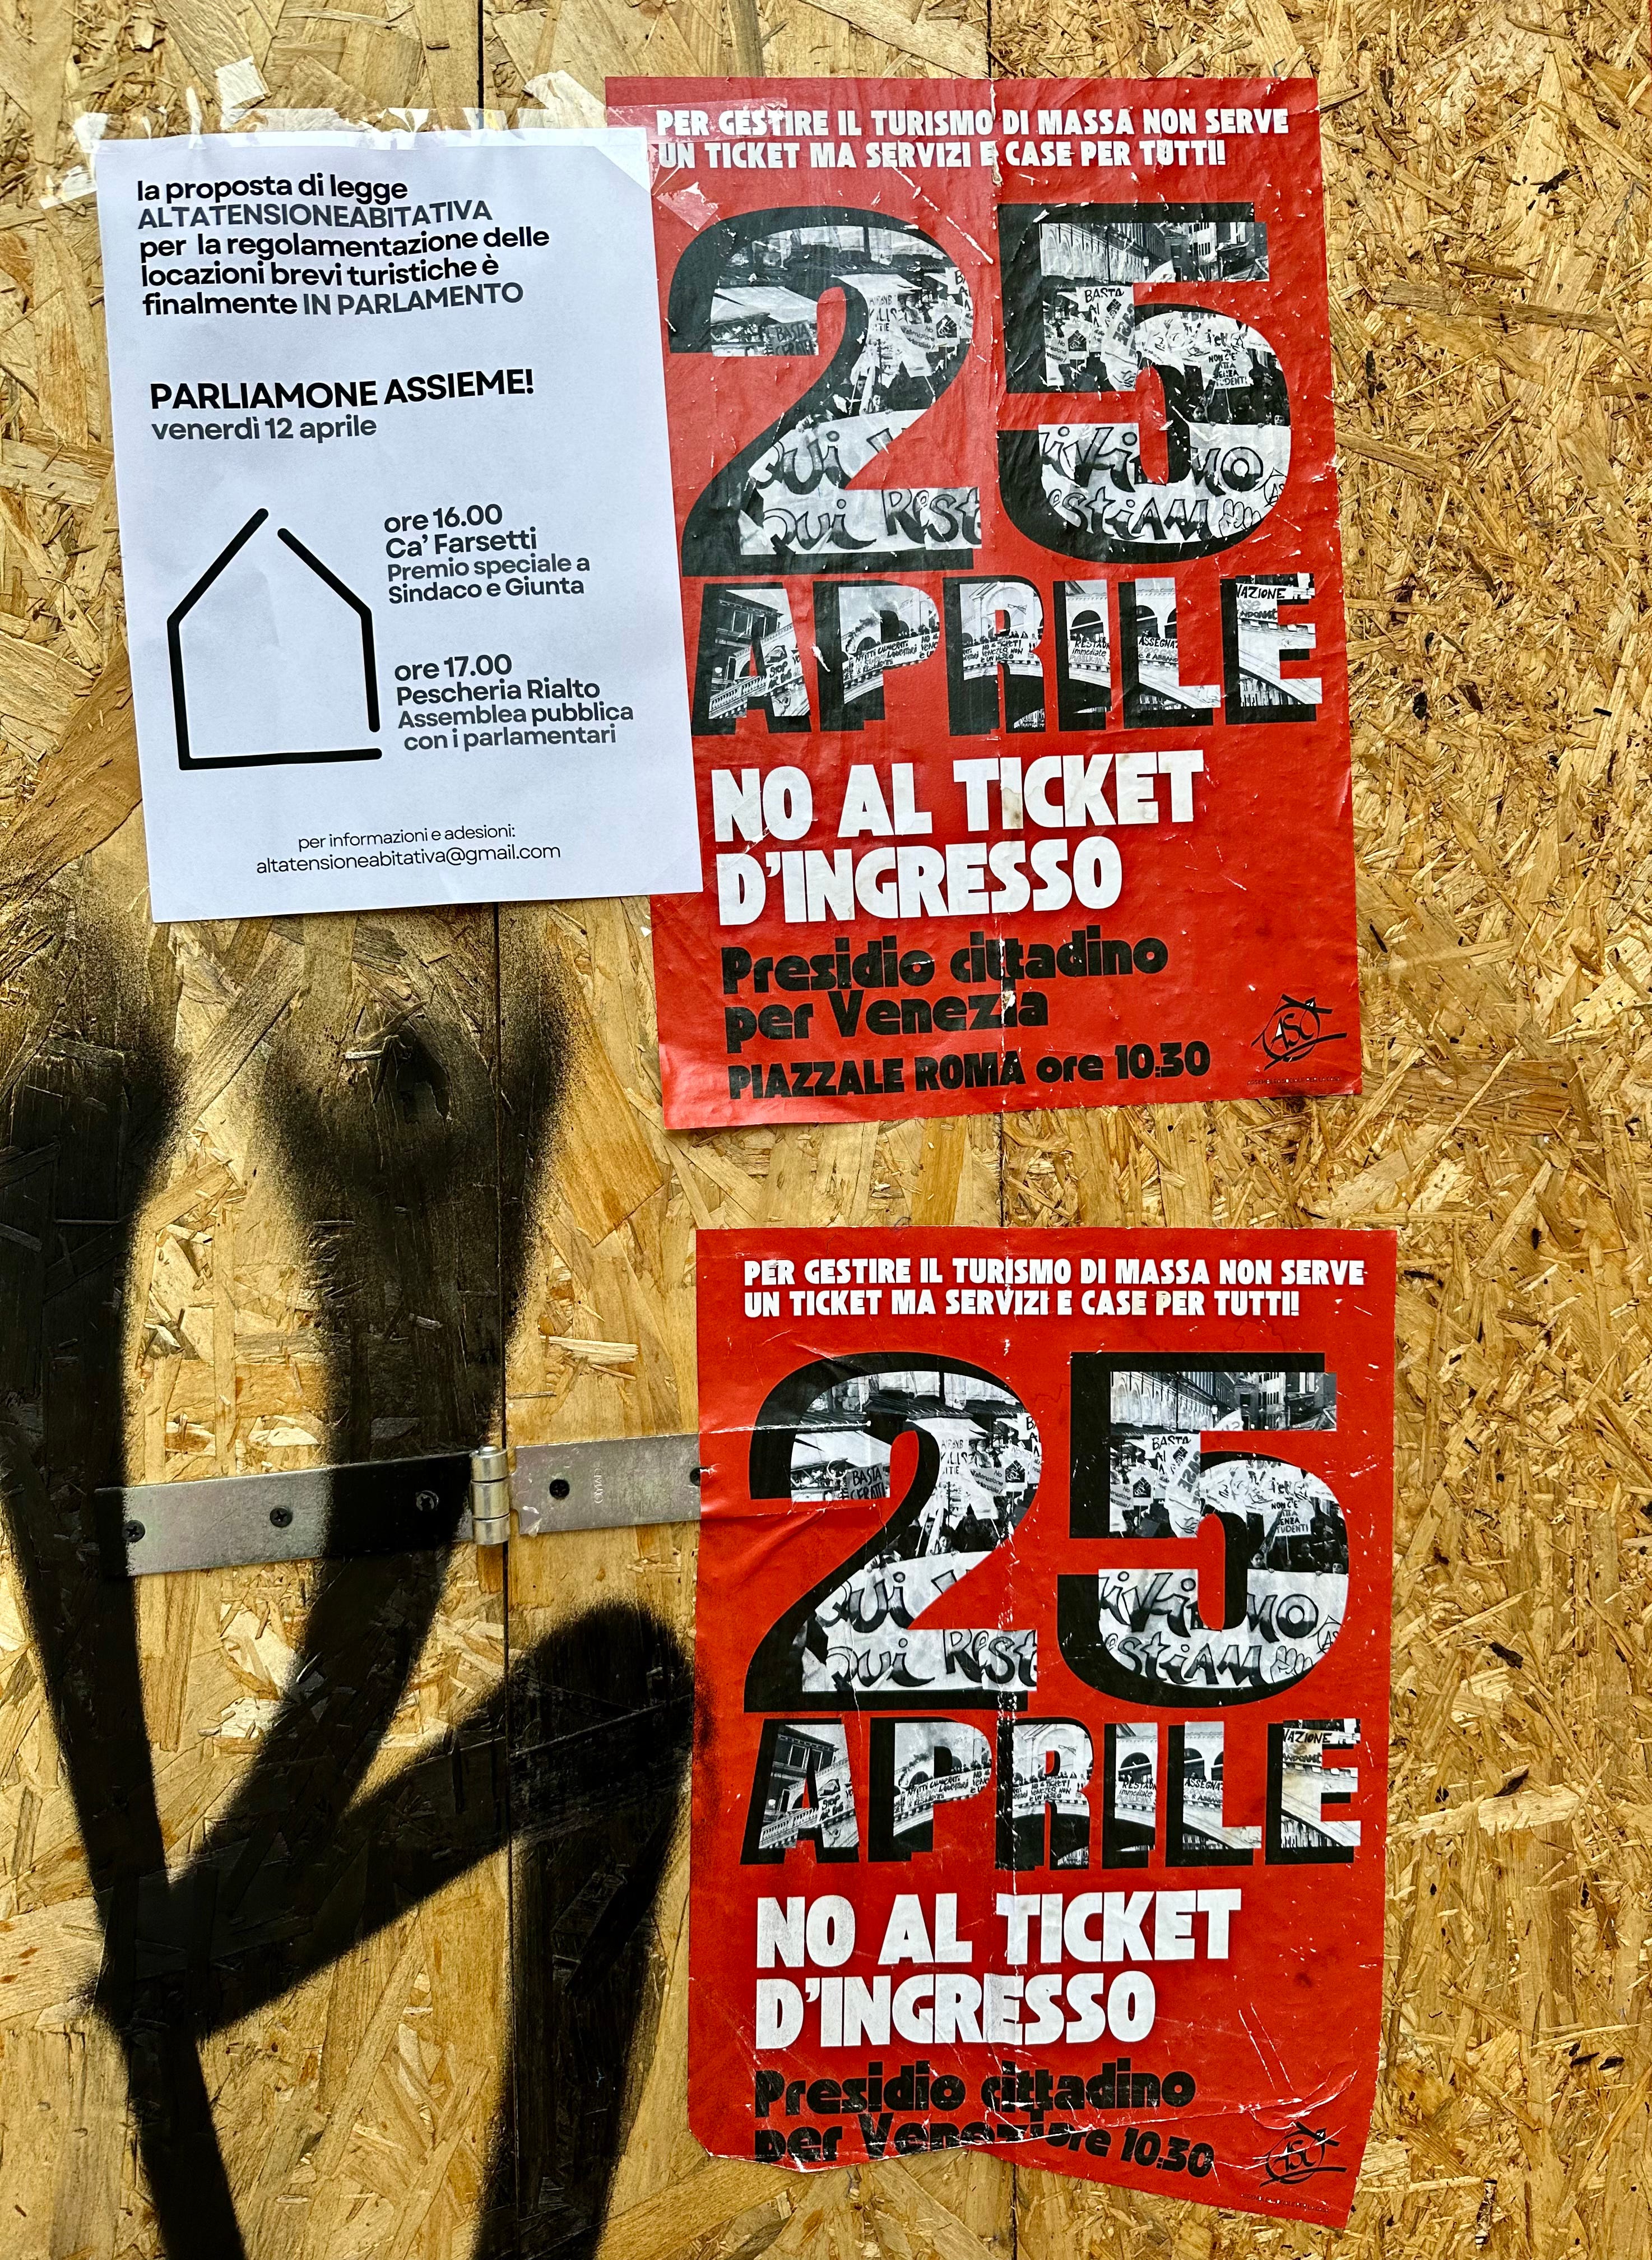 la proposta di legge
ALTATENSIONEABITATIVA
per la regolamentazione delle
locazioni brevi turistiche è
finalmente IN PARLAMENTO
PARLIAMONE ASSIEME!
venerdì 12 aprile
ore 16.00
Ca' Farsetti
Premio speciale a
Sindaco e Giunta
ore 17.00
Pescheria Rialto
Assemblea pubblica
con i parlamentari
per informazioni e adesioni:
altatensioneabitativa@gmail.com
PER GESTIRE IL TURISMO DI MASSA NON SERVE
UN TICKET MA SERVIZI E CASE PER TUTTI!
25
BASTA
APRILE
NO AL TICKET
D'INGRESSO
Presidio cittadino
per Venezia
PIAZZALE ROMA ore 10.30
ASC
PER GESTIRE IL TURISMO DI MASSA NON SERVE
UN TICKET MA SERVIZI E CASE PER TUTTI!
25
BASTA
APRILE
NO AL TICKET
D'INGRESSO
Presidio cittadino
per ore 10.30
ASC